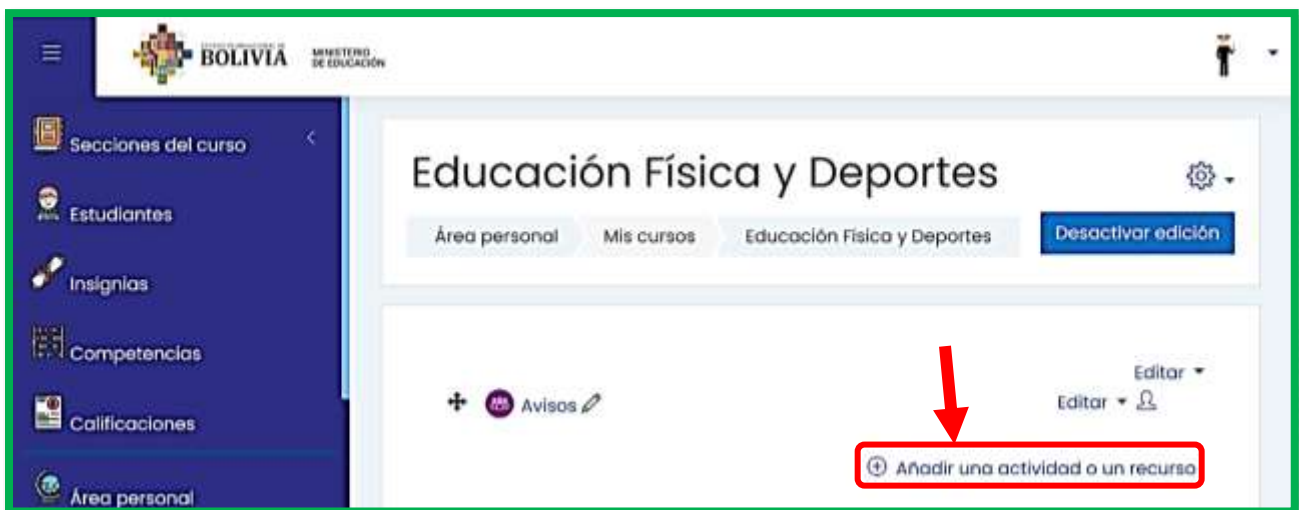 BOLIVIA
MINISTERIO
DE EDUCACIÓN
Secciones del curso
Estudiantes
Insignias
Competencias
Calificaciones
Área personal
Educación Física y Deportes
Área personal Mis cursos Educación Física y Deportes Desactivar edición
Editar
Avisos Editar
Añadir una actividad o un recurso